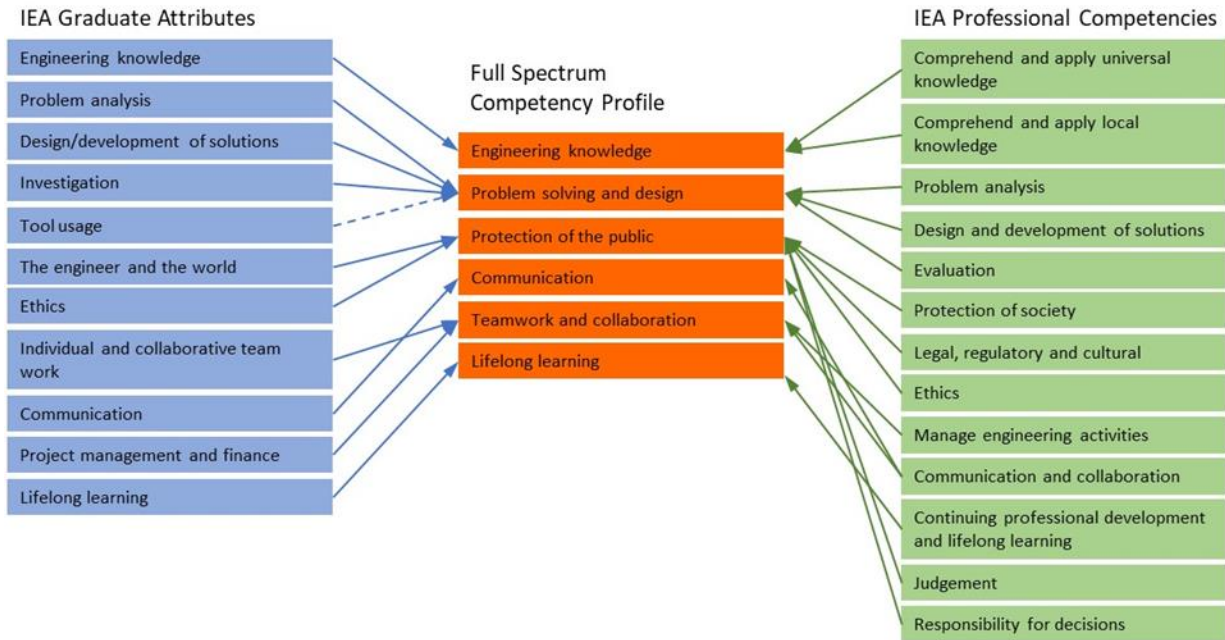 IEA Graduate Attributes
Engineering knowledge
Problem analysis
Design/development of solutions
Investigation
Tool usage
The engineer and the world
Ethics
Individual and collaborative team
work
Communication
Project management and finance
Lifelong learning
Full Spectrum
Competency Profile
Engineering knowledge
Problem solving and design
Protection of the public
Communication
Teamwork and collaboration
Lifelong learning
IEA Professional Competencies
Comprehend and apply universal
knowledge
Comprehend and apply local
knowledge
Problem analysis
Design and development of solutions
Evaluation
Protection of society
Legal, regulatory and cultural
Ethics
Manage engineering activities
Communication and collaboration
Continuing professional development
and lifelong learning
Judgement
Responsibility for decisions